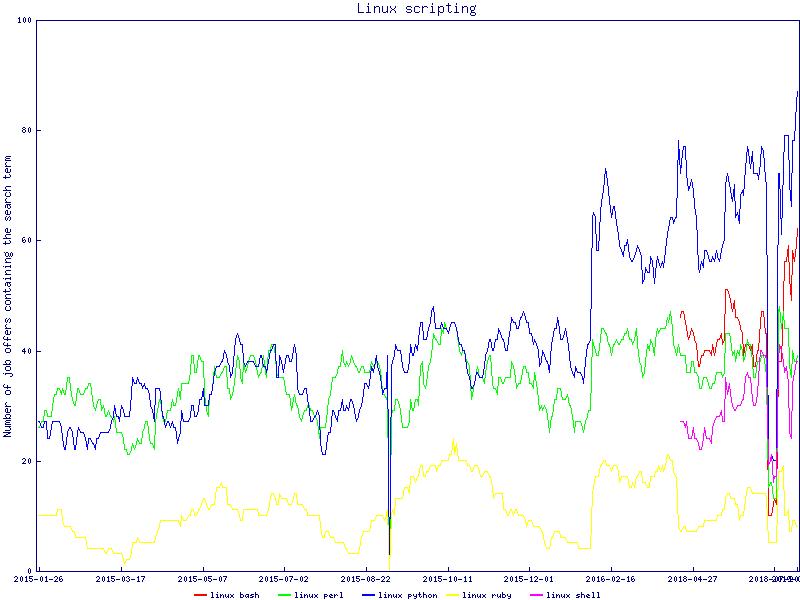 Linux scripting
Number of job offers containing the search term
100
80
60
40
20
0
2015-01-26 2015-03-17 2015-05-07 2015-07-02 2015-08-22 2015-10-11 2015-12-01 2016-02-16 2018-04-27
linux bash linux perl linux python linux ruby linux shell